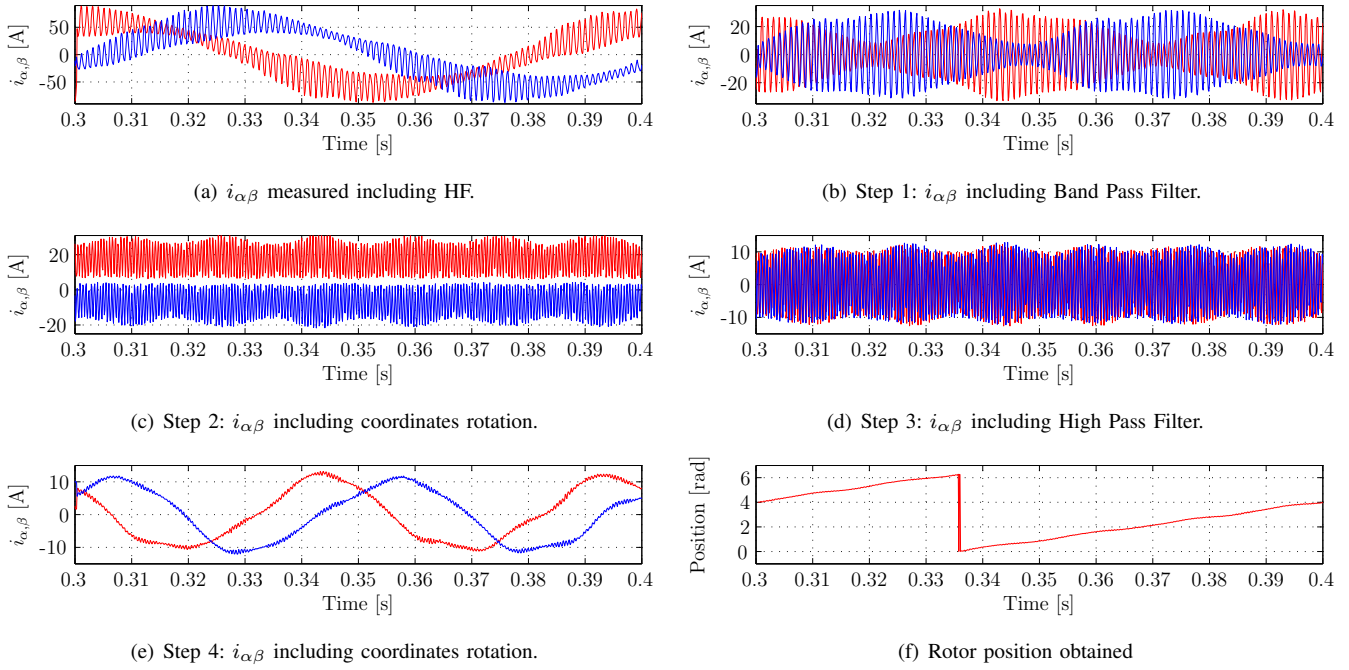 50
0
-50
i_{α,β} [A]
0.3 0.31 0.32 0.33 0.34 0.35 0.36 0.37 0.38 0.39 0.4
Time [s]
(a) i_{αβ} measured including HF.
20
0
-20
i_{α,β} [A]
0.3 0.31 0.32 0.33 0.34 0.35 0.36 0.37 0.38 0.39 0.4
Time [s]
(b) Step 1: i_{αβ} including Band Pass Filter.
20
0
-20
i_{α,β} [A]
0.3 0.31 0.32 0.33 0.34 0.35 0.36 0.37 0.38 0.39 0.4
Time [s]
(c) Step 2: i_{αβ} including coordinates rotation.
10
0
-10
i_{α,β} [A]
0.3 0.31 0.32 0.33 0.34 0.35 0.36 0.37 0.38 0.39 0.4
Time [s]
(d) Step 3: i_{αβ} including High Pass Filter.
10
0
-10
i_{α,β} [A]
0.3 0.31 0.32 0.33 0.34 0.35 0.36 0.37 0.38 0.39 0.4
Time [s]
(e) Step 4: i_{αβ} including coordinates rotation.
6
4
2
0
Position [rad]
0.3 0.31 0.32 0.33 0.34 0.35 0.36 0.37 0.38 0.39 0.4
Time [s]
(f) Rotor position obtained